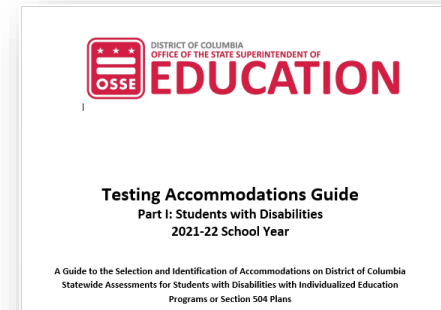 DISTRICT OF COLUMBIA
OFFICE OF THE STATE SUPERINTENDENT OF
OSSE
EDUCATION
Testing Accommodations Guide
Part I: Students with Disabilities
2021-22 School Year
A Guide to the Selection and Identification of Accommodations on District of Columbia
Statewide Assessments for Students with Disabilities with Individualized Education
Programs or Section 504 Plans